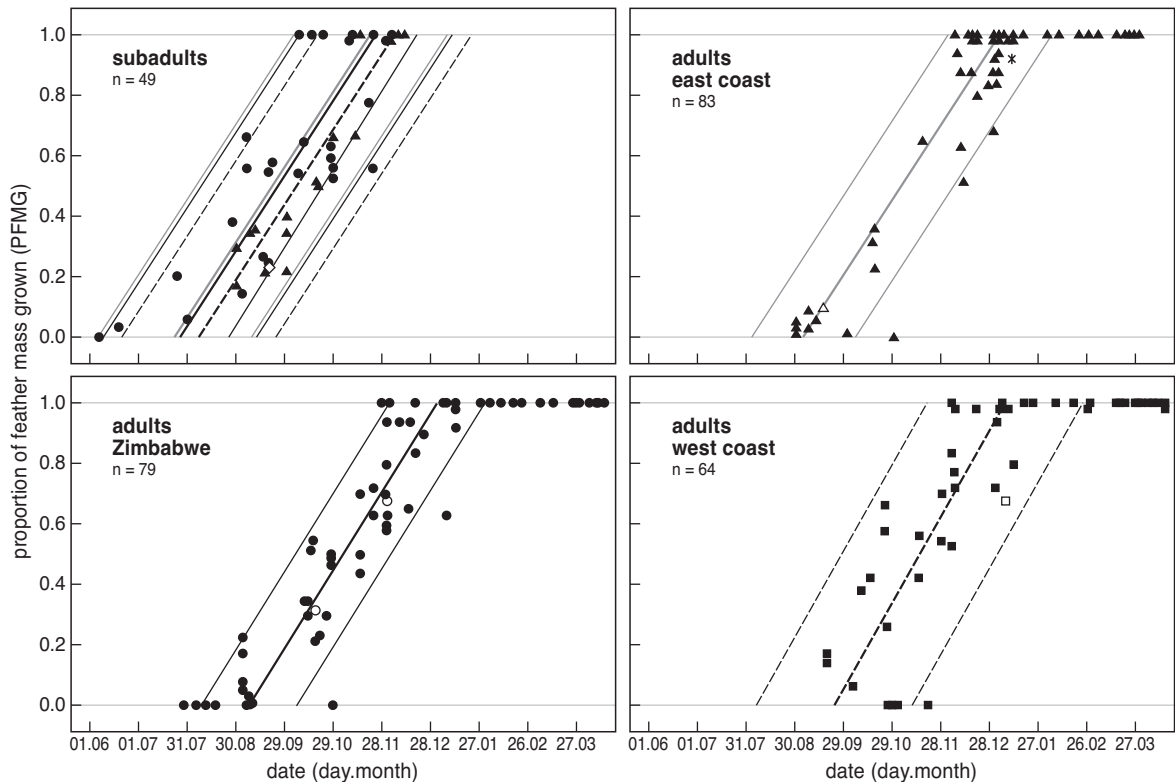 proportion of feather mass grown (PFMG)
1.0
0.8
0.6
0.4
0.2
0.0
subadults
n = 49
adults
east coast
n = 83
1.0
0.8
0.6
0.4
0.2
0.0
adults
Zimbabwe
n = 79
adults
west coast
n = 64
01.06 01.07 31.07 30.08 29.09 29.10 28.11 28.12 27.01 26.02 27.03
01.06 01.07 31.07 30.08 29.09 29.10 28.11 28.12 27.01 26.02 27.03
date (day.month)
date (day.month)